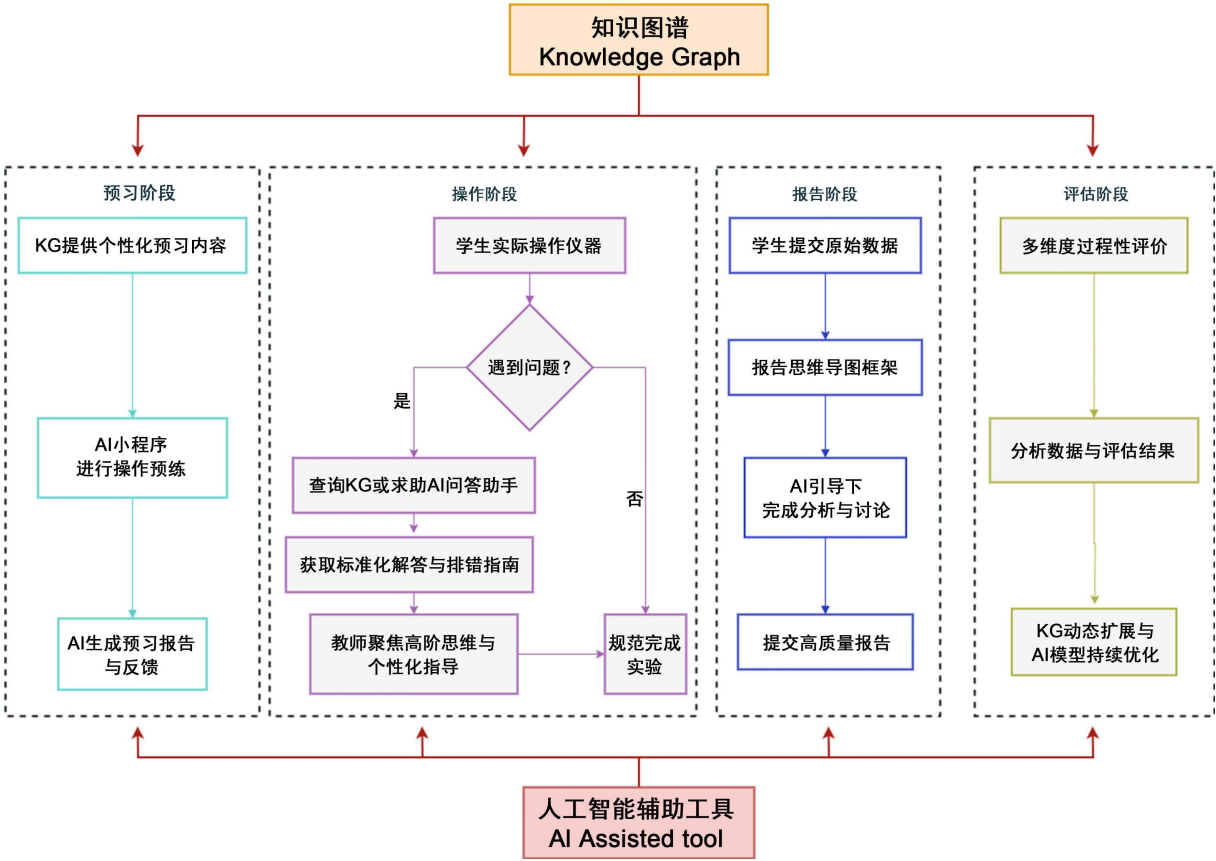 知识图谱
Knowledge Graph
预习阶段
KG提供个性化预习内容
AI小程序
进行操作预练
AI生成预习报告
与反馈
操作阶段
学生实际操作仪器
遇到问题？
是
否
查询KG或求助AI问答助手
获取标准化解答与排错指南
教师聚焦高阶思维与
个性化指导
规范完成
实验
报告阶段
学生提交原始数据
报告思维导图框架
AI引导下
完成分析与讨论
提交高质量报告
评估阶段
多维度过程性评价
分析数据与评估结果
KG动态扩展与
AI模型持续优化
人工智能辅助工具
AI Assisted tool